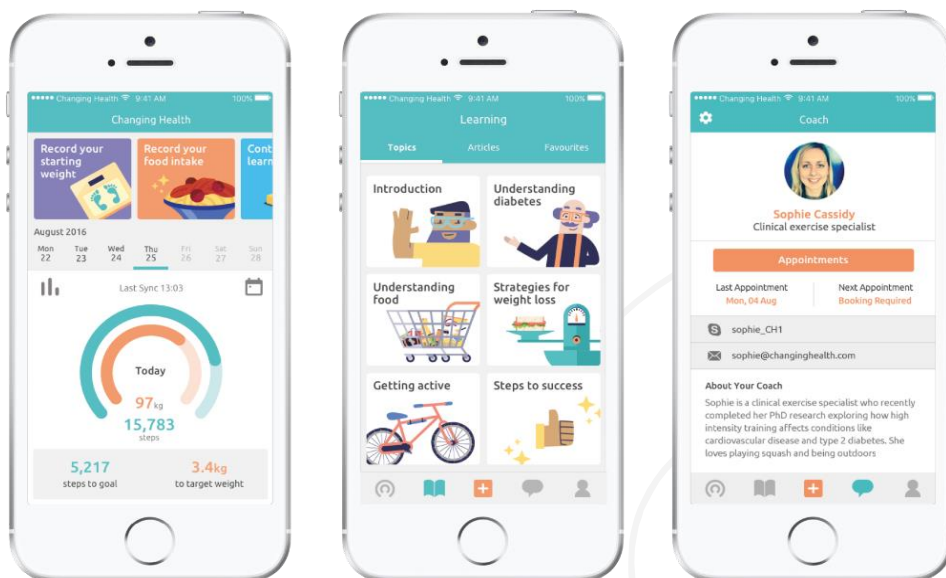 Changing Health 9:41 AM 100%
Changing Health
Record your
starting
weight
Record your
food intake
Cont
learn
August 2016
Mon Tue Wed Thu Fri Sat Sun
22 23 24 25 26 27 28
Last Sync 13:03
Today
97kg
15,783
steps
5,217
steps to goal
3.4kg
to target weight
Changing Health 9:41 AM 100%
Learning
Topics Articles Favourites
Introduction
Understanding
diabetes
Understanding
food
Strategies for
weight loss
Getting active
Steps to success
Changing Health 9:41 AM 100%
Coach
Sophie Cassidy
Clinical exercise specialist
Appointments
Last Appointment
Mon, 04 Aug
Next Appointment
Booking Required
sophie_CH1
sophie@changinghealth.com
About Your Coach
Sophie is a clinical exercise specialist who recently
completed her PhD research exploring how high
intensity training affects conditions like
cardiovascular disease and type 2 diabetes. She
loves playing squash and being outdoors